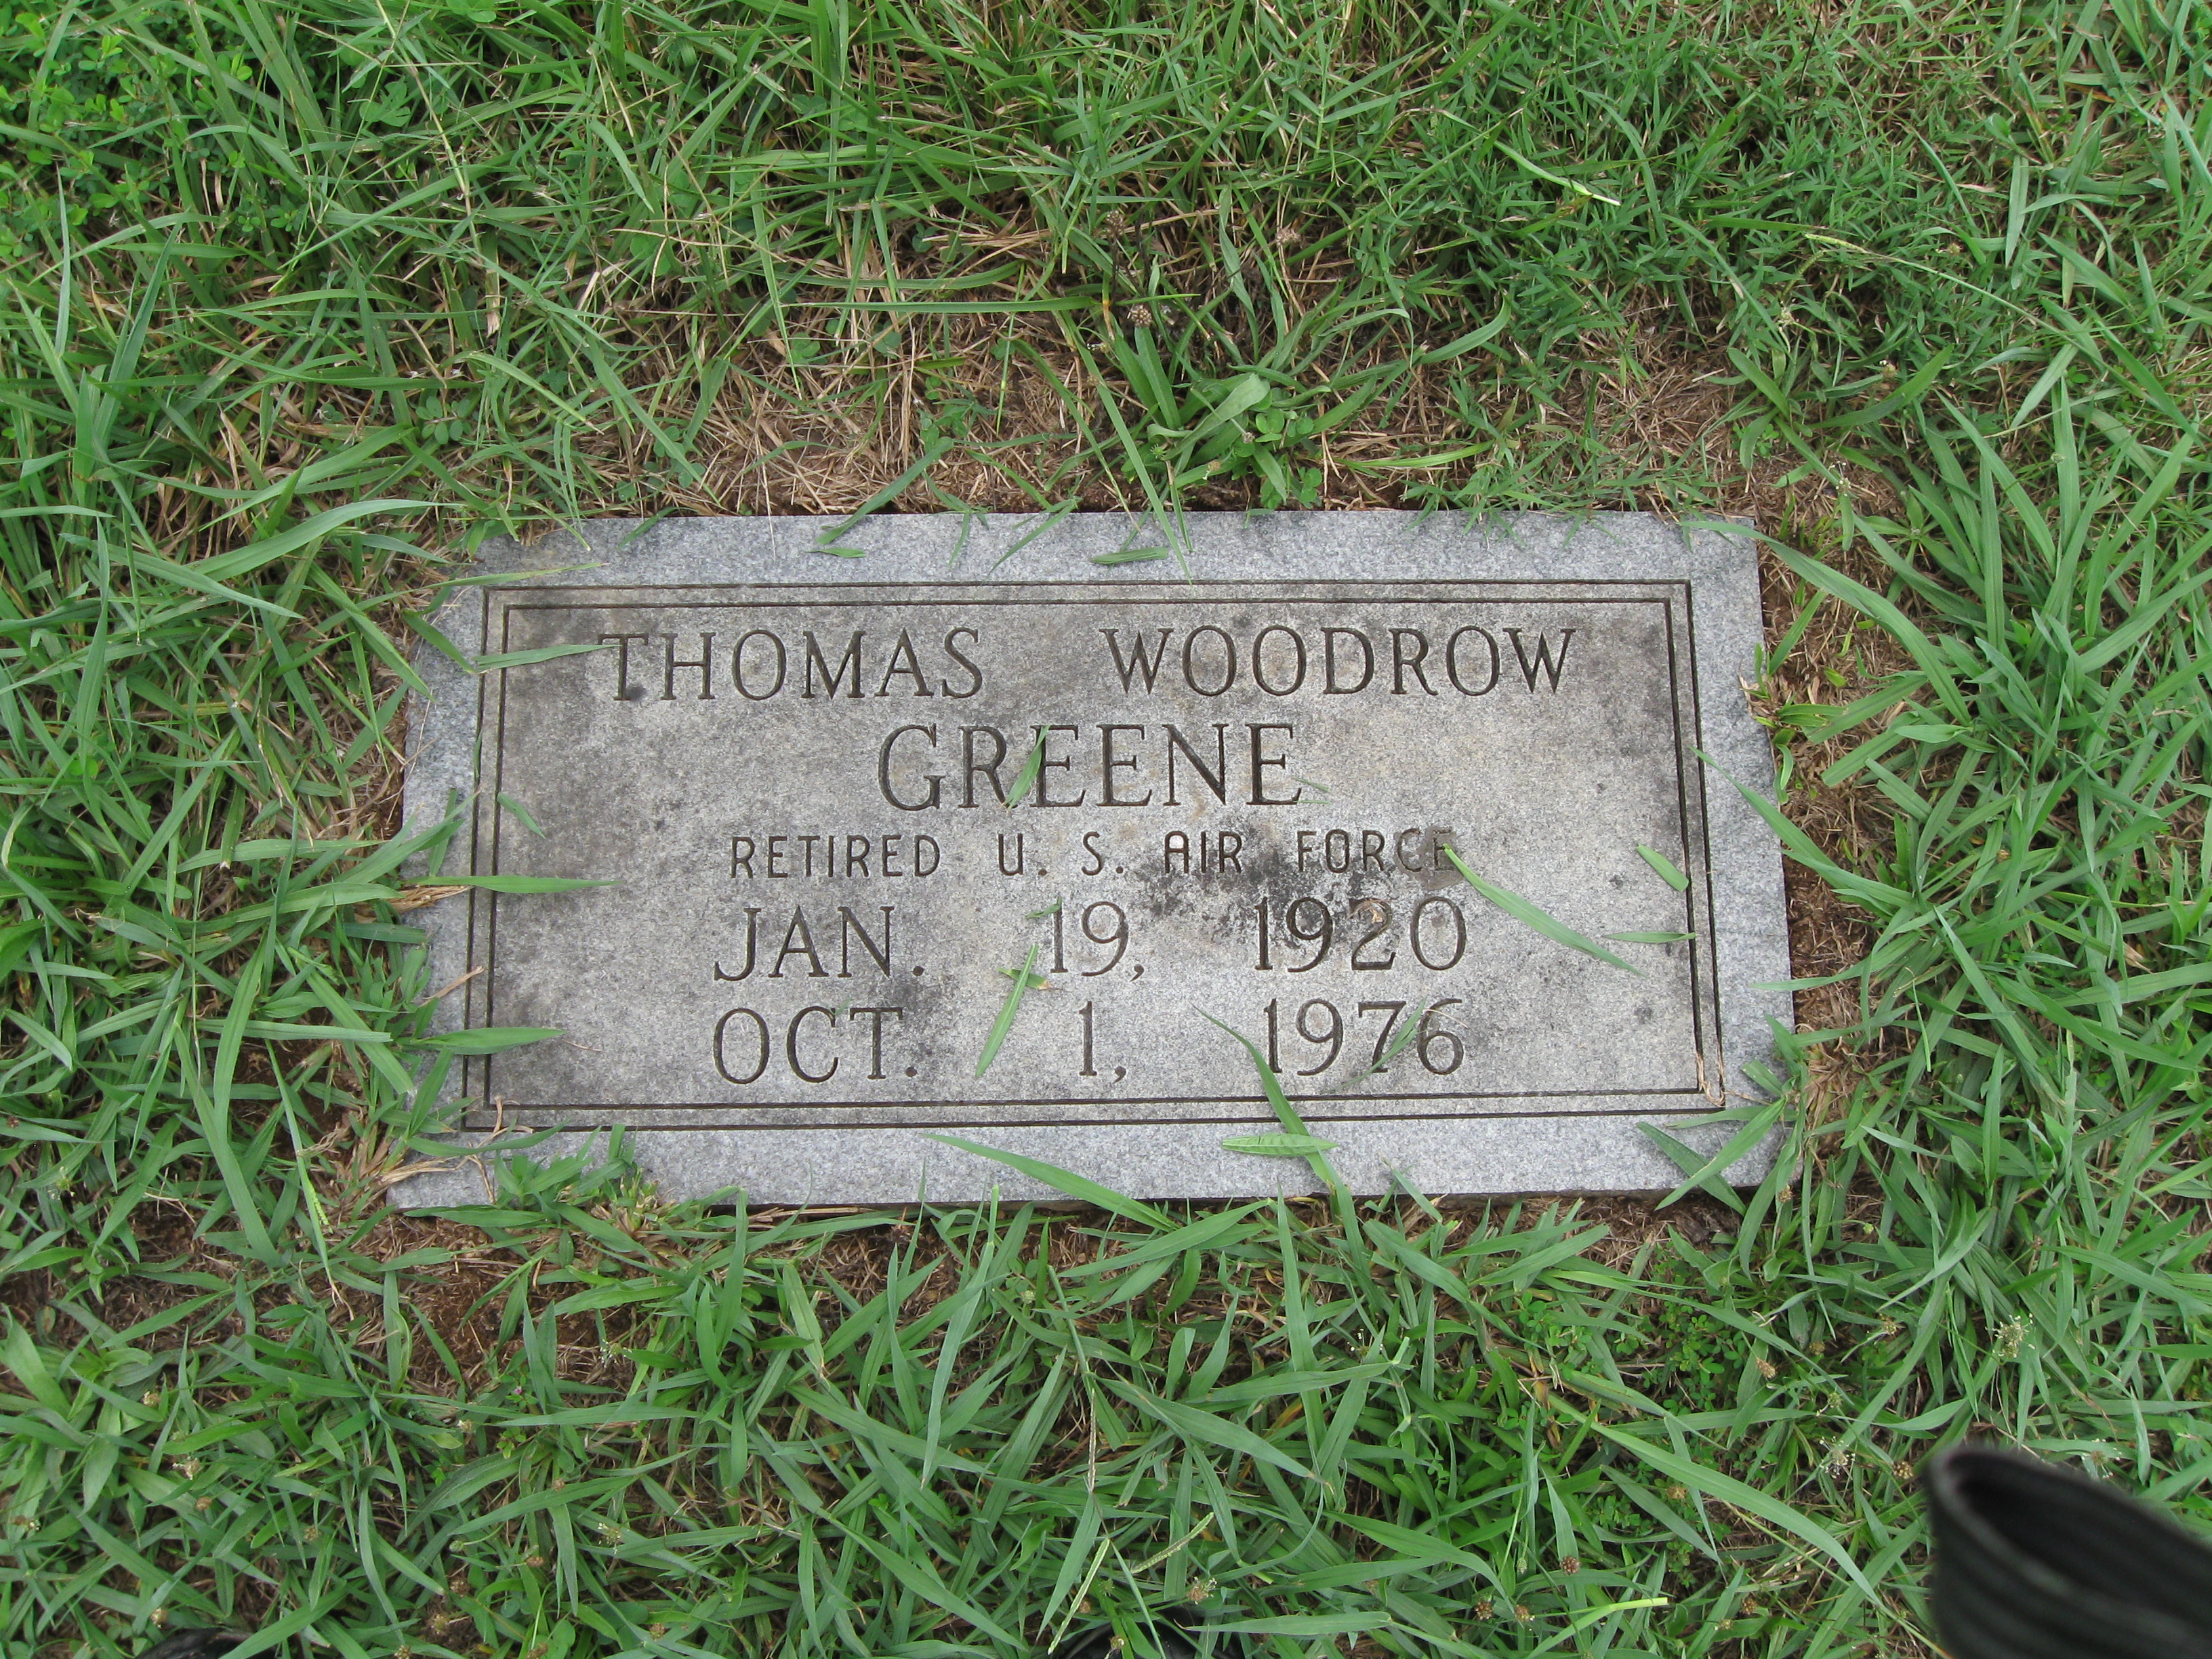 THOMAS WOODROW
GREENE
RETIRED U. S. AIR FORCE
JAN. 19, 1920
OCT. 1, 1976